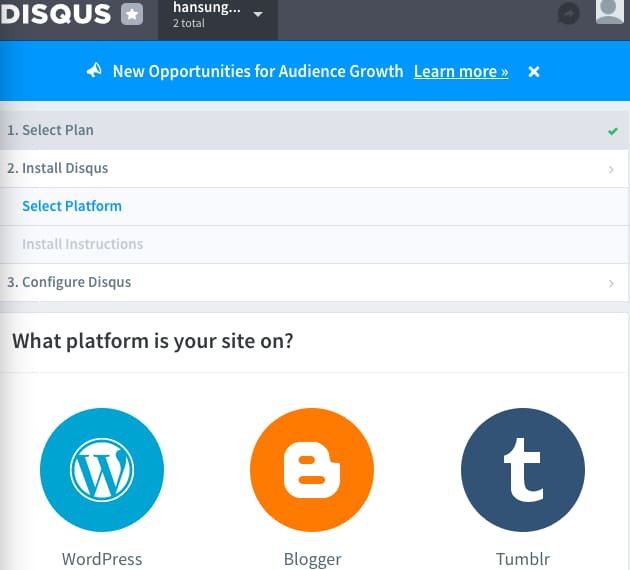 DISQUS
hansung...
2 total
New Opportunities for Audience Growth Learn more »
1. Select Plan
2. Install Disqus
Select Platform
Install Instructions
3. Configure Disqus
What platform is your site on?
WordPress Blogger Tumblr